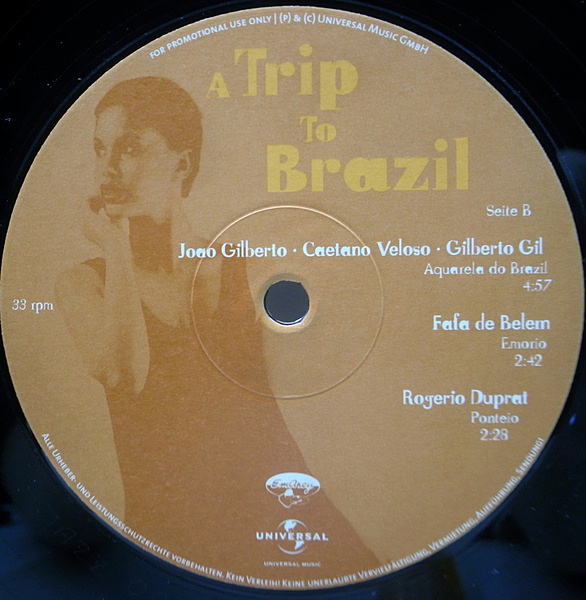 FOR PROMOTIONAL USE ONLY | (P) & (C) UNIVERSAL MUSIC GMBH
A Trip
To
Brazil
Seite B
Joao Gilberto · Caetano Veloso · Gilberto Gil
Aquarela do Brazil
4:57
33 rpm
Fafa de Belem
Emorio
2:42
Rogerio Duprat
Ponteio
2:28
EmArcy
UNIVERSAL
UNIVERSAL MUSIC
ALLE URHEBER- UND LEISTUNGSSCHUTZRECHTE VORBEHALTEN. KEIN VERLEIH! KEINE UNERLAUBTE VERVIELFÄLTIGUNG, VERMIETUNG, AUFFÜHRUNG, SENDUNG!